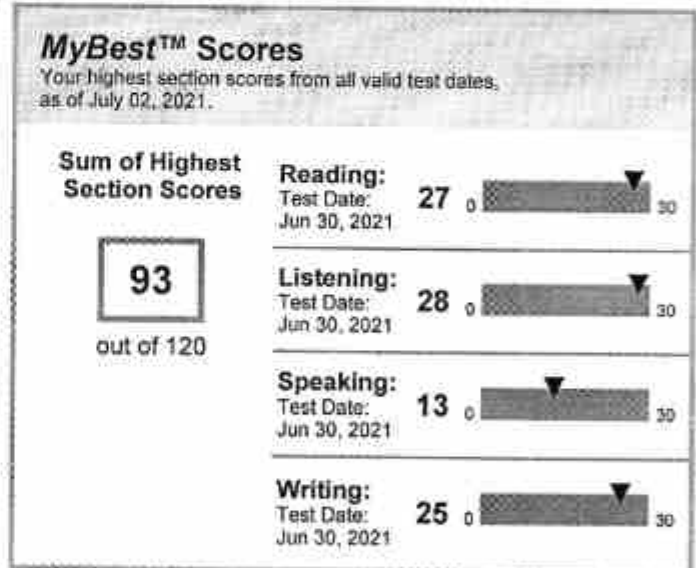 MyBest™ Scores
Your highest section scores from all valid test dates,
as of July 02, 2021.
Sum of Highest
Section Scores
93
out of 120
Reading:
Test Date:
Jun 30, 2021
27
0
30
Listening:
Test Date:
Jun 30, 2021
28
0
30
Speaking:
Test Date:
Jun 30, 2021
13
0
30
Writing:
Test Date:
Jun 30, 2021
25
0
30